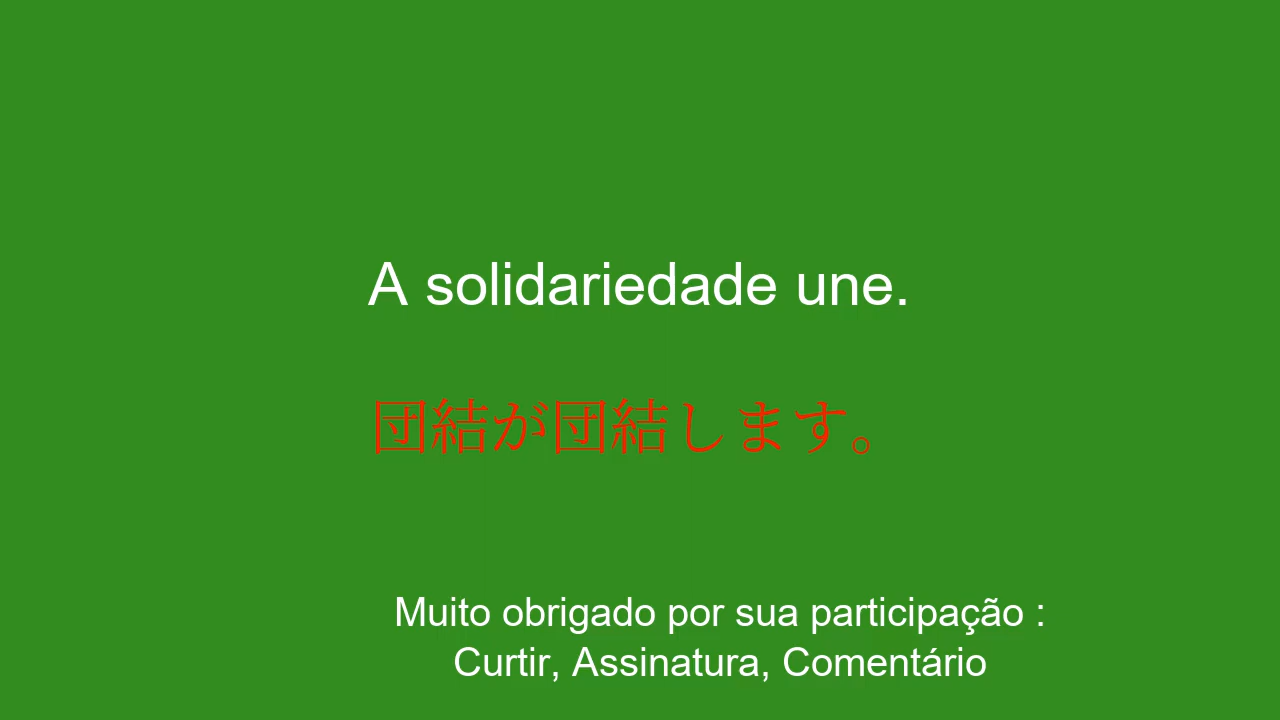 A solidariedade une.
団結が団結します。
Muito obrigado por sua participação :
Curtir, Assinatura, Comentário